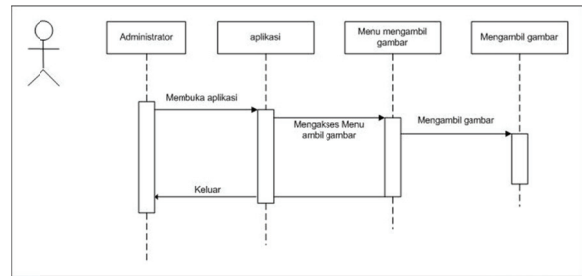 Administrator
aplikasi
Menu mengambil
gambar
Mengambil gambar
Membuka aplikasi
Mengakses Menu
ambil gambar
Mengambil gambar
Keluar